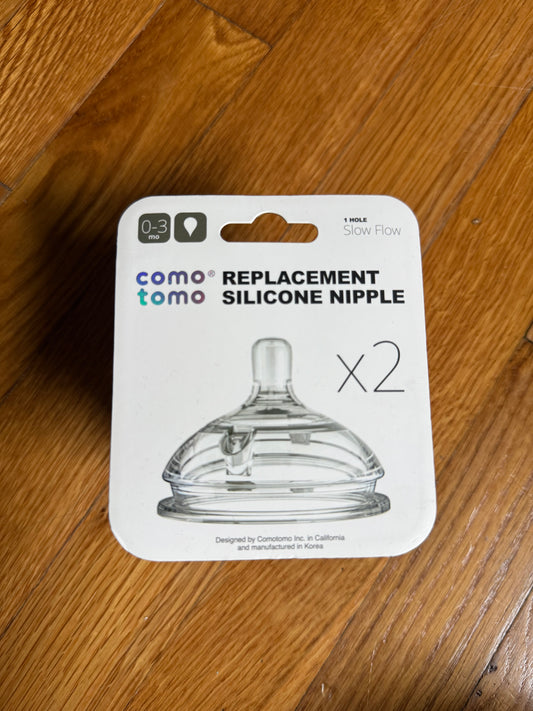 0-3
mo
1 HOLE
Slow Flow
como® REPLACEMENT
tomo SILICONE NIPPLE
x2
Designed by Comotomo Inc. in California
and manufactured in Korea